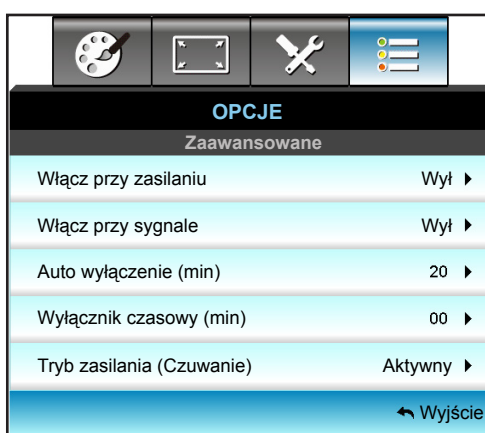 OPCJE
Zaawansowane
Włącz przy zasilaniu Wył
Włącz przy sygnale Wył
Auto wyłączenie (min) 20
Wyłącznik czasowy (min) 00
Tryb zasilania (Czuwanie) Aktywny
Wyjście